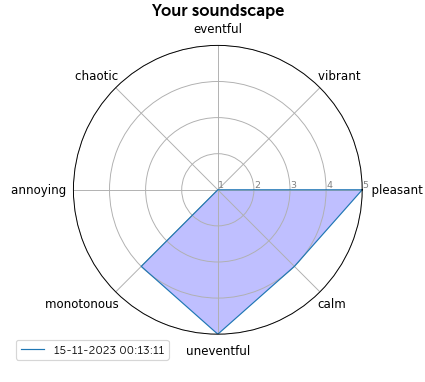 Your soundscape
eventful
chaotic
vibrant
annoying
1 2 3 4 5
pleasant
monotonous
calm
uneventful
15-11-2023 00:13:11